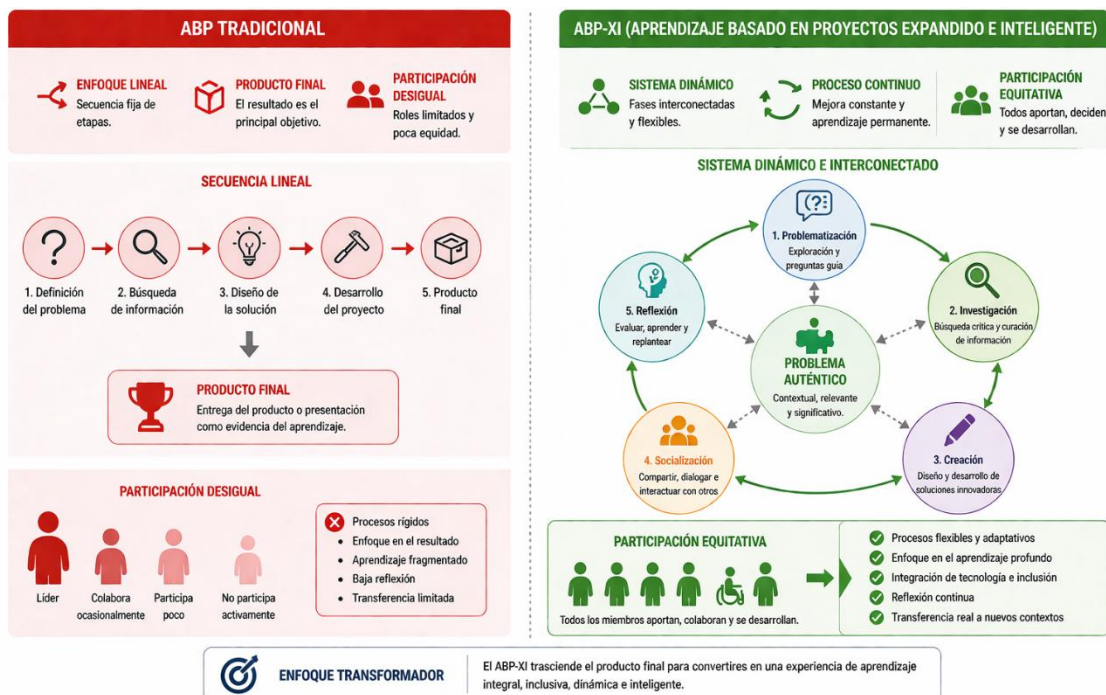 ABP TRADICIONAL
ENFOQUE LINEAL
Secuencia fija de
etapas.
PRODUCTO FINAL
El resultado es el
principal objetivo.
PARTICIPACIÓN
DESIGUAL
Roles limitados y
poca equidad.
SECUENCIA LINEAL
1. Definición
del problema
2. Búsqueda
de información
3. Diseño de
la solución
4. Desarrollo
del proyecto
5. Producto
final
PRODUCTO FINAL
Entrega del producto o presentación
como evidencia del aprendizaje.
PARTICIPACIÓN DESIGUAL
Líder
Colabora
ocasionalmente
Participa
poco
No participa
activamente
Procesos rígidos
• Enfoque en el resultado
• Aprendizaje fragmentado
• Baja reflexión
• Transferencia limitada
ABP-XI (APRENDIZAJE BASADO EN PROYECTOS EXPANDIDO E INTELIGENTE)
SISTEMA DINÁMICO
Fases interconectadas
y flexibles.
PROCESO CONTINUO
Mejora constante y
aprendizaje permanente.
PARTICIPACIÓN
EQUITATIVA
Todos aportan, deciden
y se desarrollan.
SISTEMA DINÁMICO E INTERCONECTADO
1. Problematización
Exploración y
preguntas guía
2. Investigación
Búsqueda crítica y curación
de información
3. Creación
Diseño y desarrollo de
soluciones innovadoras
4. Socialización
Compartir, dialogar e
interactuar con otros
5. Reflexión
Evaluar, aprender y
replantear
PROBLEMA
AUTÉNTICO
Contextual, relevante
y significativo.
PARTICIPACIÓN EQUITATIVA
Todos los miembros aportan, colaboran y se desarrollan.
Procesos flexibles y adaptativos
Enfoque en el aprendizaje profundo
Integración de tecnología e inclusión
Reflexión continua
Transferencia real a nuevos contextos
ENFOQUE TRANSFORMADOR
El ABP-XI trasciende el producto final para convertires en una experiencia de aprendizaje
integral, inclusiva, dinámica e inteligente.